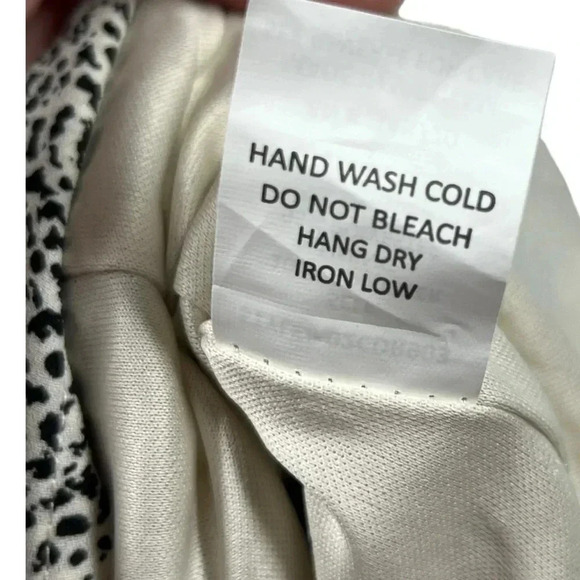 HAND WASH COLD
DO NOT BLEACH
HANG DRY
IRON LOW